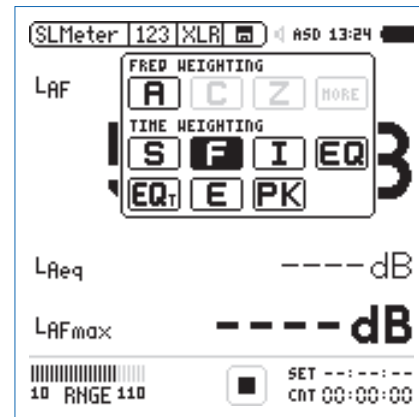 SLMeter 123 XLR ASD 13:24
LAF
FREQ WEIGHTING
A C Z MORE
TIME WEIGHTING
S F I EQ
EQT E PK
3
LAeq ----dB
LAFmax ----dB
SET --:--:--
10 RNGE 110
CNT 00:00:00